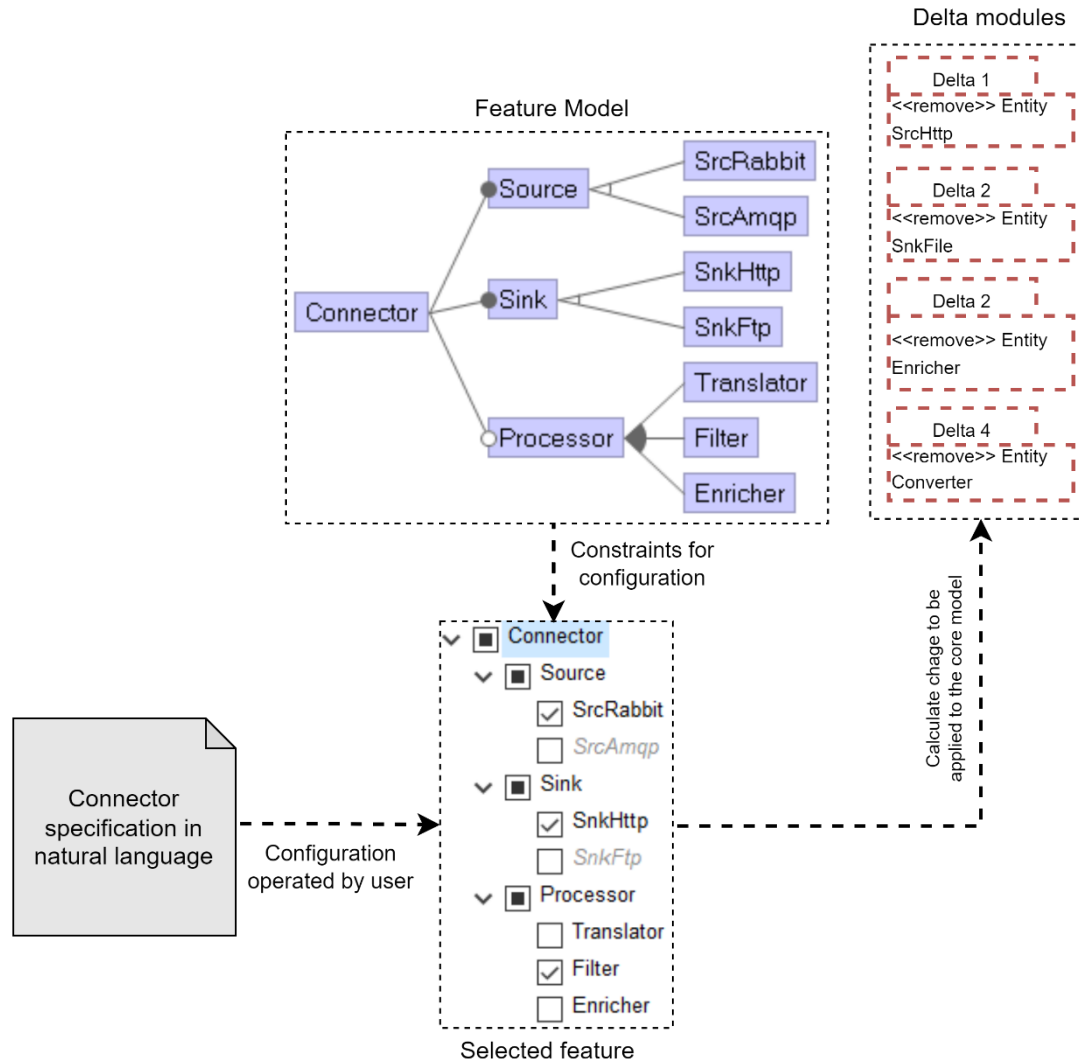 Delta modules
Delta 1
<<remove>> Entity
SrcHttp
Delta 2
<<remove>> Entity
SnkFile
Delta 2
<<remove>> Entity
Enricher
Delta 4
<<remove>> Entity
Converter
Feature Model
Connector
Source
SrcRabbit
SrcAmqp
Sink
SnkHttp
SnkFtp
Processor
Translator
Filter
Enricher
Constraints for
configuration
Calculate chage to be
applied to the core model
Connector
specification in
natural language
Configuration
operated by user
Connector
Source
SrcRabbit
SrcAmqp
Sink
SnkHttp
SnkFtp
Processor
Translator
Filter
Enricher
Selected feature